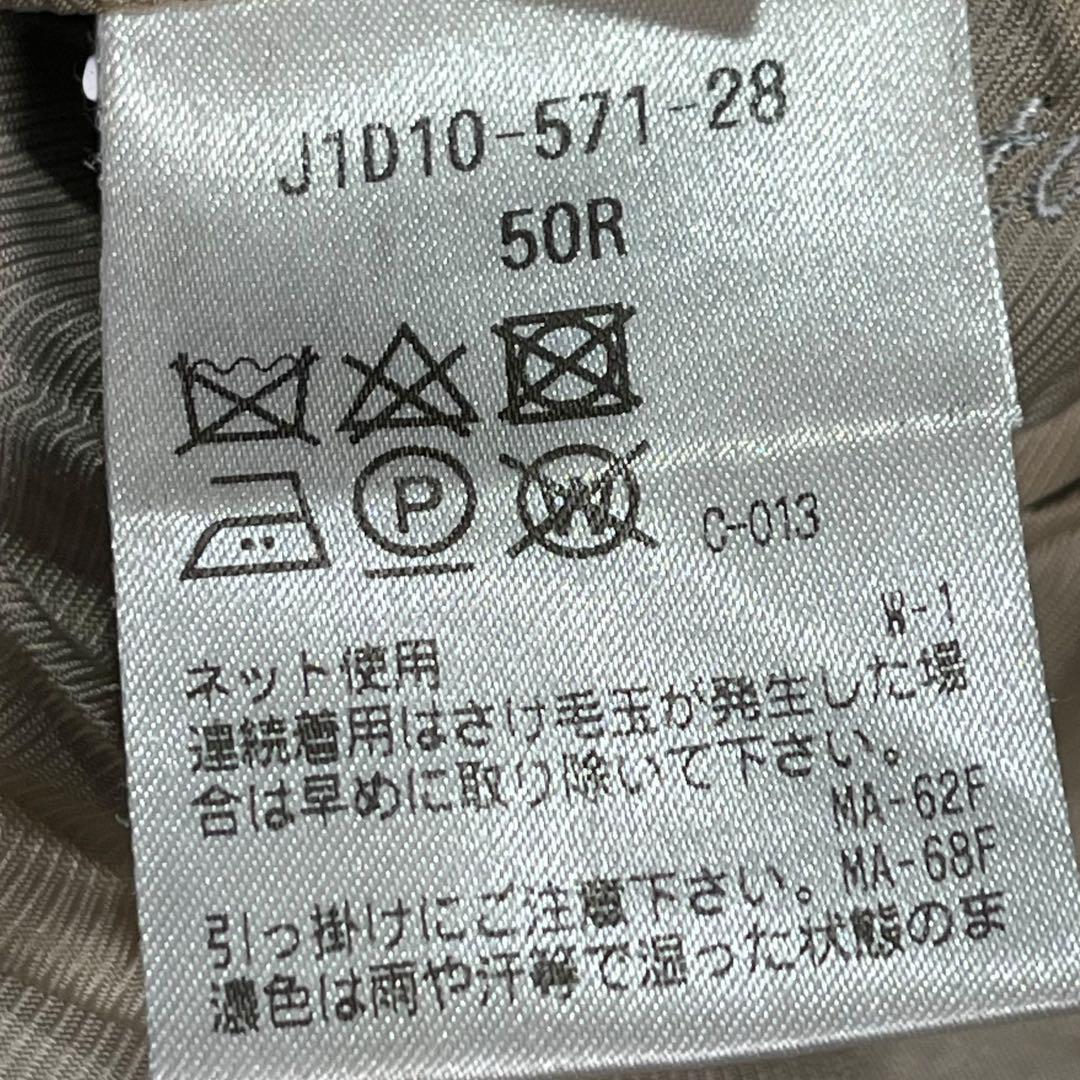 J1D10-571-28
50R
P
W
C-013
W-1
ネット使用
連続着用はさけ毛玉が発生した場
合は早めに取り除いて下さい。
MA-62F
MA-68F
引っ掛けにご注意下さい。
濃色は雨や汗等で湿った状態のま